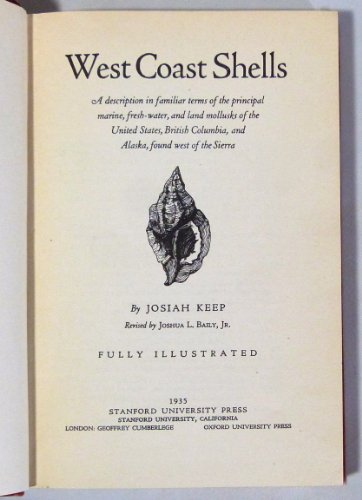 West Coast Shells
A description in familiar terms of the principal
marine, fresh-water, and land mollusks of the
United States, British Columbia, and
Alaska, found west of the Sierra
By JOSIAH KEEP
Revised by JOSHUA L. BAILY, JR.
FULLY ILLUSTRATED
1935
STANFORD UNIVERSITY PRESS
STANFORD UNIVERSITY, CALIFORNIA
LONDON: GEOFFREY CUMBERLEGE OXFORD UNIVERSITY PRESS